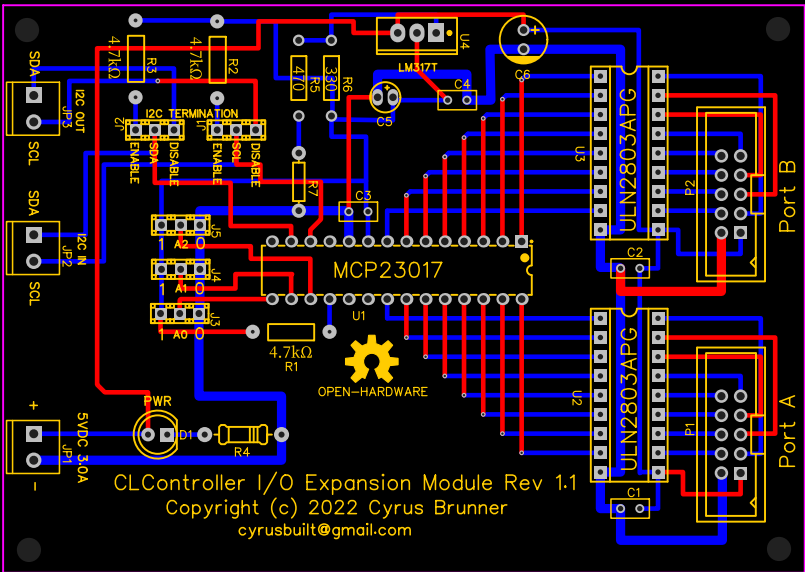 SDA
JP3
I2C OUT
SCL
4.7kΩ
R3
4.7kΩ
R2
I2C TERMINATION
J2
J1
ENABLE
SDA
DISABLE
ENABLE
SCL
DISABLE
470
R5
330
R6
R7
U4
LM317T
+
C6
+
C5
C4
C3
SDA
I2C IN
JP2
SCL
J5
1 A2 0
J4
1 A1 0
J3
1 A0 0
MCP23017
U1
4.7kΩ
R1
OPEN-HARDWARE
U3
ULN2803APG
P2
Port B
C2
U2
ULN2803APG
P1
Port A
C1
+
5VDC 3.0A
JP1
-
PWR
D1
R4
CLController I/O Expansion Module Rev 1.1
Copyright (c) 2022 Cyrus Brunner
cyrusbuilt@gmail.com